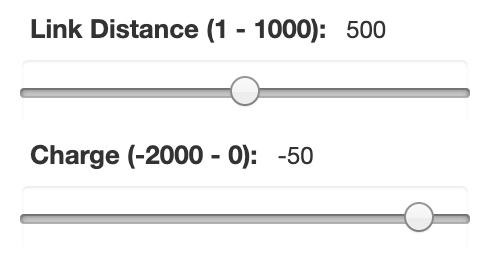 Link Distance (1 - 1000): 500
Charge (-2000 - 0): -50